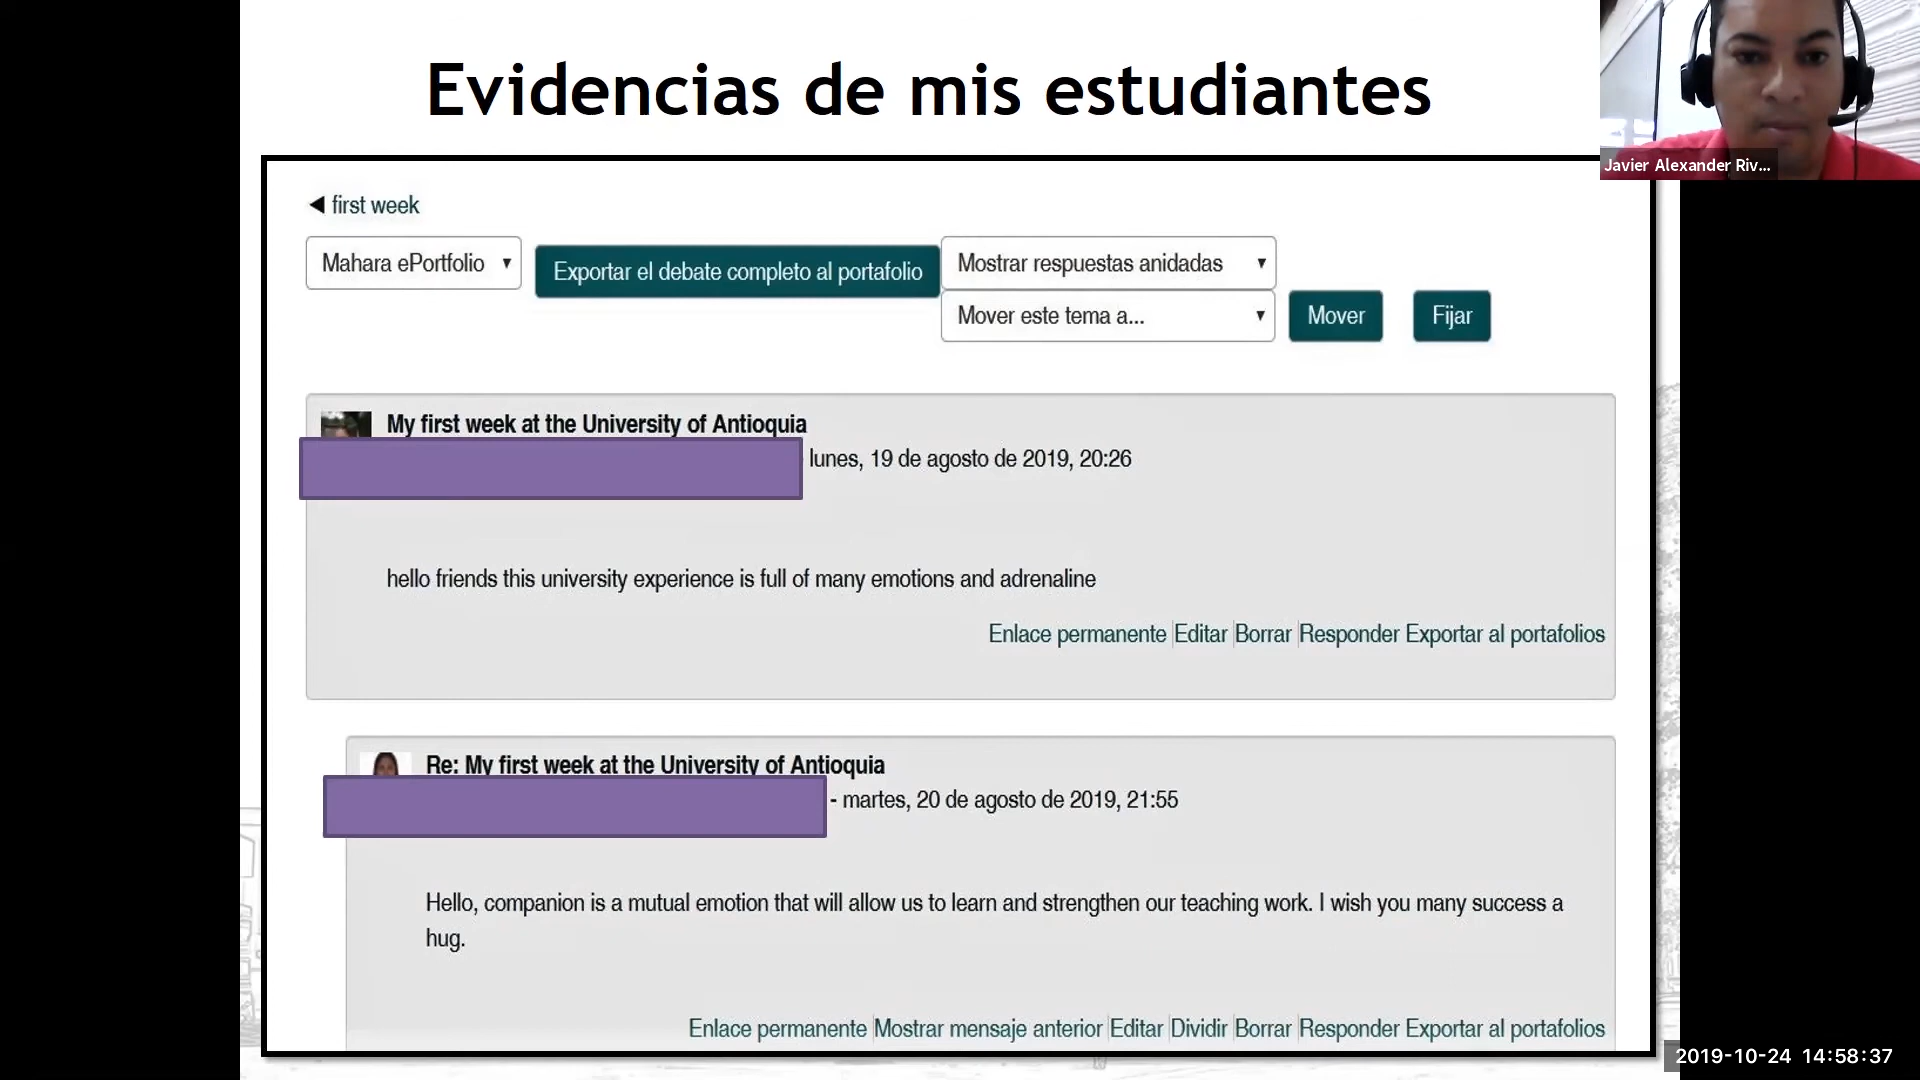 Evidencias de mis estudiantes
Javier Alexander Riv...
◀ first week
Mahara ePortfolio
Exportar el debate completo al portafolio
Mostrar respuestas anidadas
Mover este tema a...
Mover
Fijar
My first week at the University of Antioquia
lunes, 19 de agosto de 2019, 20:26
hello friends this university experience is full of many emotions and adrenaline
Enlace permanente Editar Borrar Responder Exportar al portafolios
Re: My first week at the University of Antioquia
- martes, 20 de agosto de 2019, 21:55
Hello, companion is a mutual emotion that will allow us to learn and strengthen our teaching work. I wish you many success a
hug.
Enlace permanente Mostrar mensaje anterior Editar Dividir Borrar Responder Exportar al portafolios
2019-10-24 14:58:37